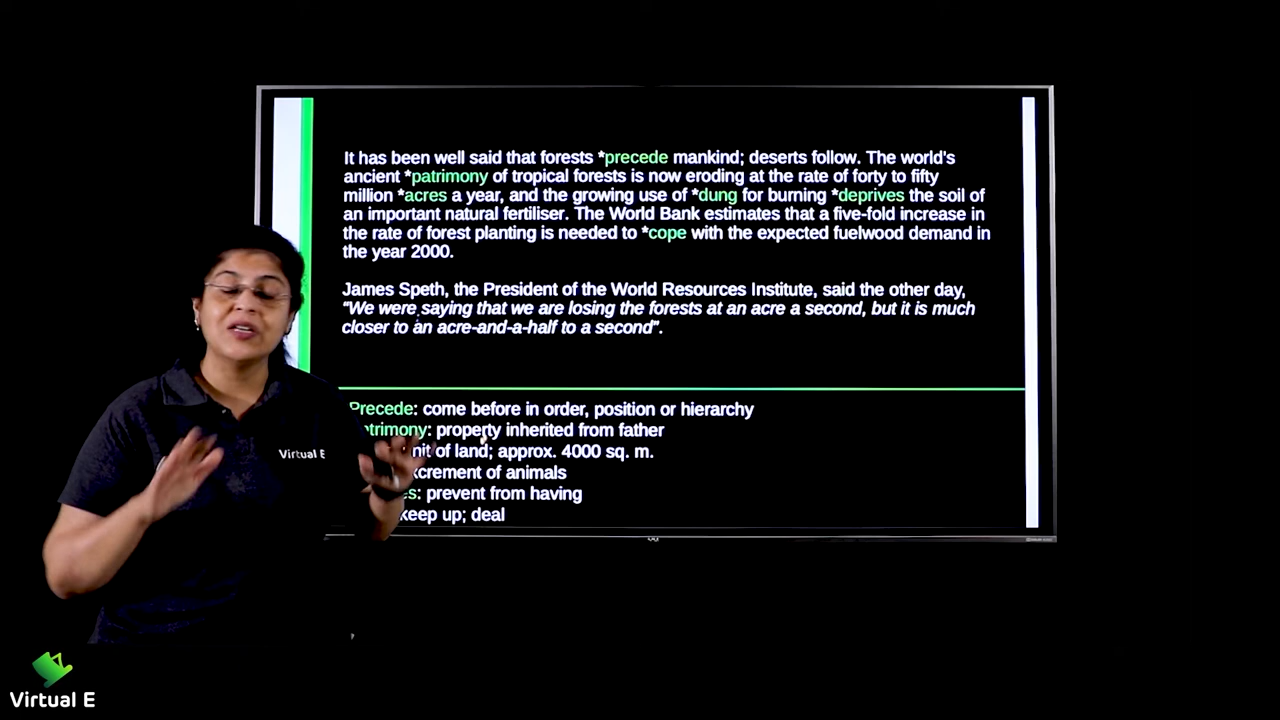 It has been well said that forests *precede mankind; deserts follow. The world's
ancient *patrimony of tropical forests is now eroding at the rate of forty to fifty
million *acres a year, and the growing use of *dung for burning *deprives the soil of
an important natural fertiliser. The World Bank estimates that a five-fold increase in
the rate of forest planting is needed to *cope with the expected fuelwood demand in
the year 2000.
James Speth, the President of the World Resources Institute, said the other day,
“We were saying that we are losing the forests at an acre a second, but it is much
closer to an acre-and-a-half to a second”.
Precede: come before in order, position or hierarchy
atrimony: property inherited from father
nit of land; approx. 4000 sq. m.
xcrement of animals
es: prevent from having
keep up; deal
Virtual E
Virtual E